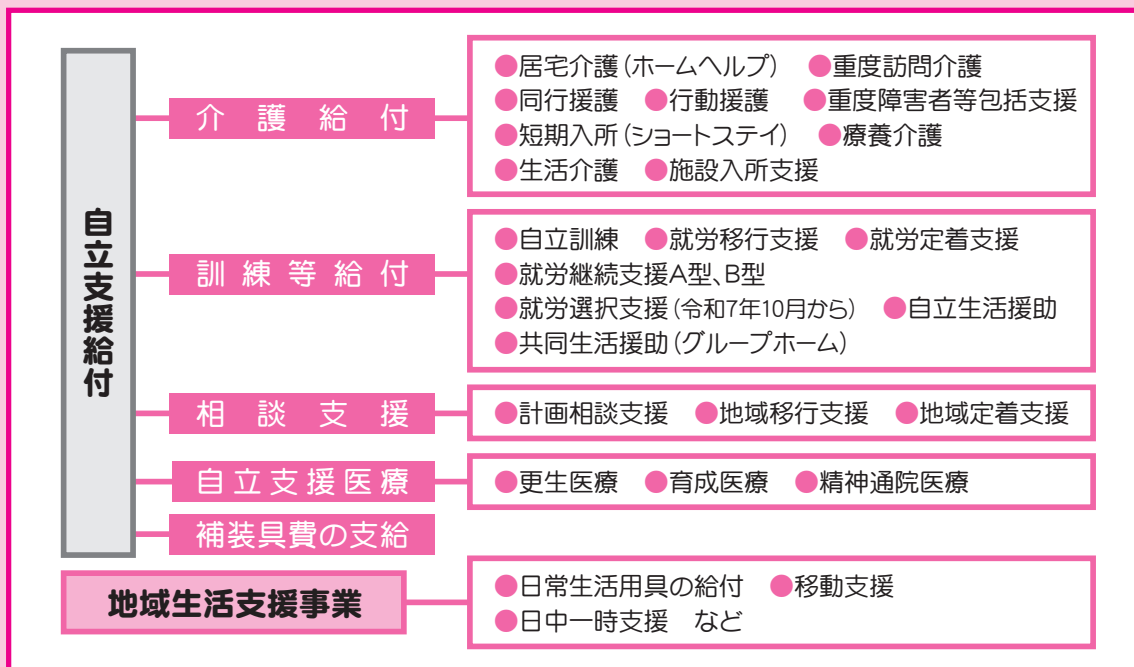 自立支援給付
介護給付
●居宅介護(ホームヘルプ) ●重度訪問介護
●同行援護 ●行動援護 ●重度障害者等包括支援
●短期入所(ショートステイ) ●療養介護
●生活介護 ●施設入所支援
訓練等給付
●自立訓練 ●就労移行支援 ●就労定着支援
●就労継続支援A型、B型
●就労選択支援(令和7年10月から) ●自立生活援助
●共同生活援助(グループホーム)
相談支援
●計画相談支援 ●地域移行支援 ●地域定着支援
自立支援医療
●更生医療 ●育成医療 ●精神通院医療
補装具費の支給
地域生活支援事業
●日常生活用具の給付 ●移動支援
●日中一時支援 など